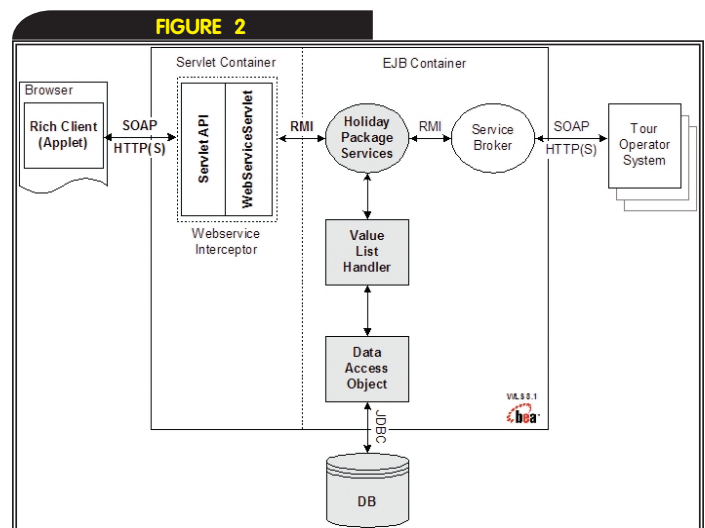 FIGURE 2
Servlet Container
EJB Container
Browser
Rich Client
(Applet)
SOAP
HTTP(S)
Servlet API
WebServiceServlet
Webservice
Interceptor
RMI
Holiday
Package
Services
RMI
Service
Broker
SOAP
HTTP(S)
Tour
Operator
System
Value
List
Handler
Data
Access
Object
WLS 8.1
bea
JDBC
DB